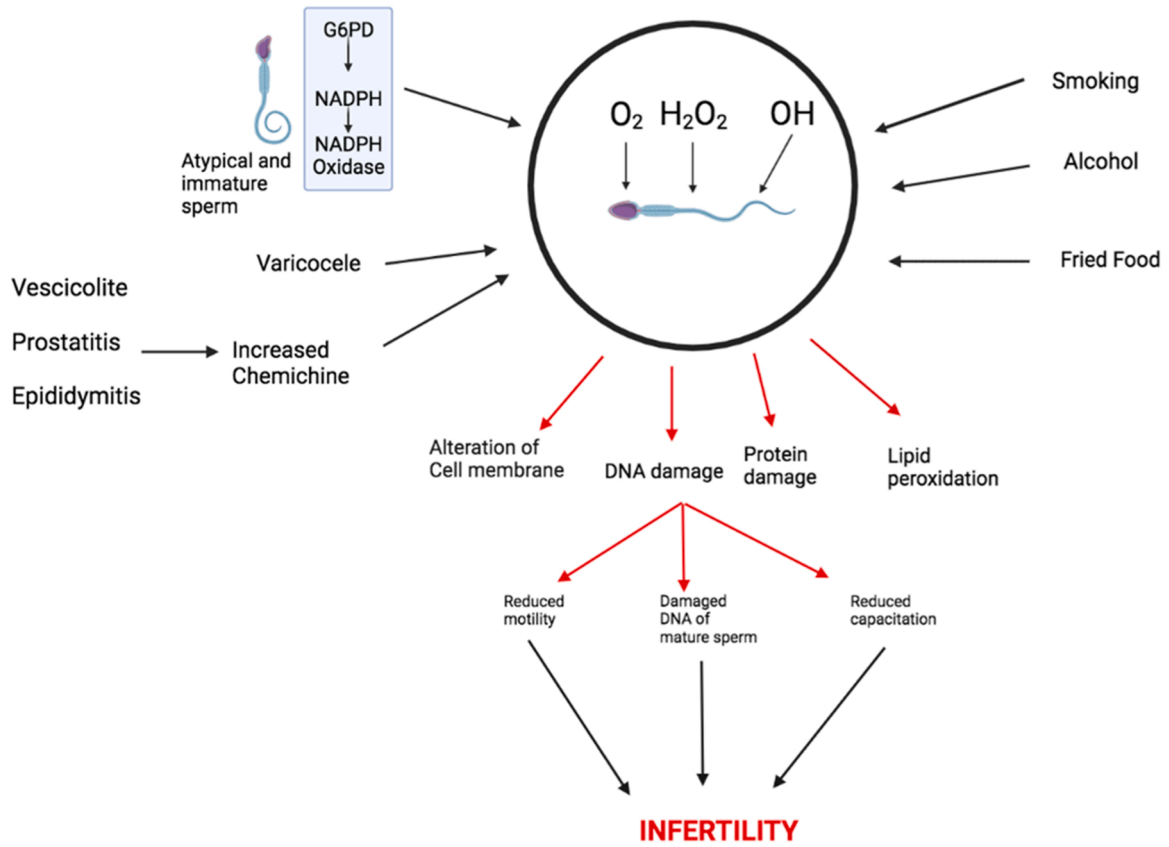 G6PD
NADPH
NADPH
Oxidase
Atypical and
immature
sperm
O₂ H₂O₂ OH
Smoking
Alcohol
Fried Food
Varicocele
Vescicolite
Prostatitis
Epididymitis
Increased
Chemichine
Alteration of
Cell membrane
DNA damage
Protein
damage
Lipid
peroxidation
Reduced
motility
Damaged
DNA of
mature sperm
Reduced
capacitation
INFERTILITY